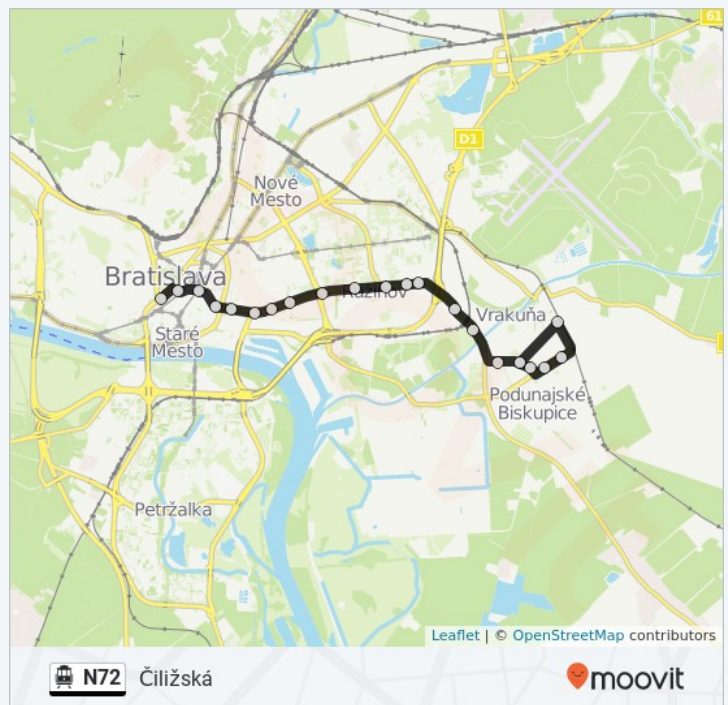 61
D1
Nové
Mesto
Bratislava
Ružinov
Vrakuňa
Staré
Mesto
Podunajské
Biskupice
Petržalka
Leaflet | © OpenStreetMap contributors
N72 Čiližská
moovit